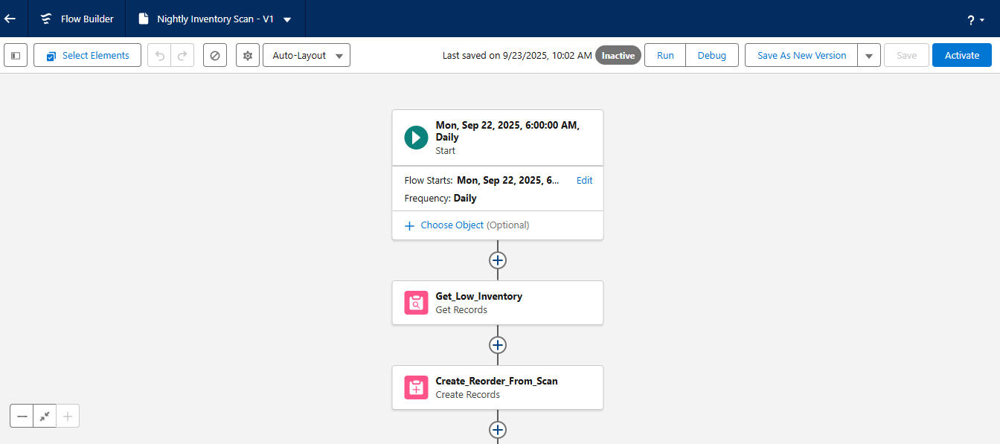 Flow Builder
Nightly Inventory Scan - V1
?
Select Elements
Auto-Layout
Last saved on 9/23/2025, 10:02 AM
Inactive
Run
Debug
Save As New Version
Save
Activate
Mon, Sep 22, 2025, 6:00:00 AM,
Daily
Start
Flow Starts: Mon, Sep 22, 2025, 6... Edit
Frequency: Daily
Choose Object (Optional)
Get_Low_Inventory
Get Records
Create_Reorder_From_Scan
Create Records